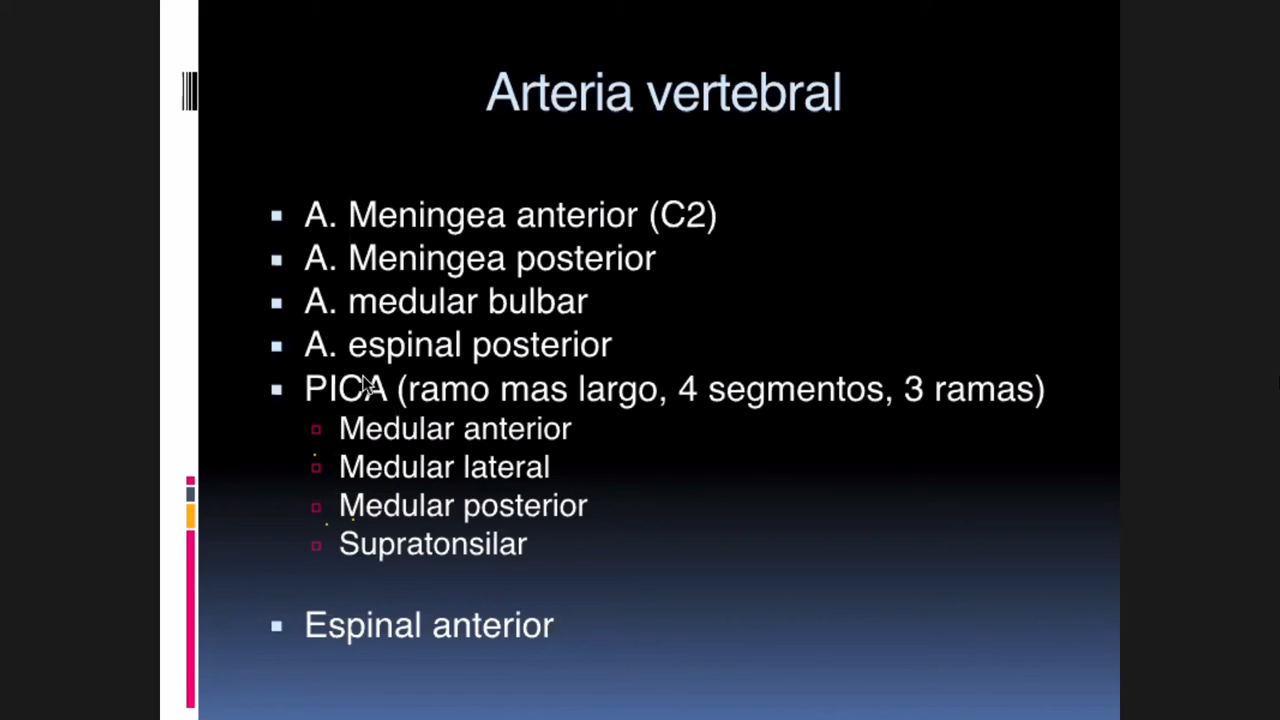 Arteria vertebral
A. Meningea anterior (C2)
A. Meningea posterior
A. medular bulbar
A. espinal posterior
PICA (ramo mas largo, 4 segmentos, 3 ramas)
Medular anterior
Medular lateral
Medular posterior
Supratonsilar
Espinal anterior